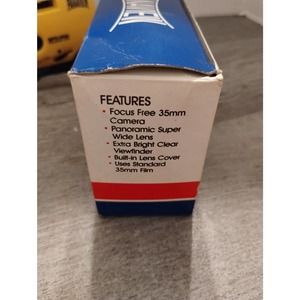 FEATURES
• Focus Free 35mm
Camera
• Panoramic Super
Wide Lens
• Extra Bright Clear
Viewfinder
• Built-in Lens Cover
• Uses Standard
35mm Film